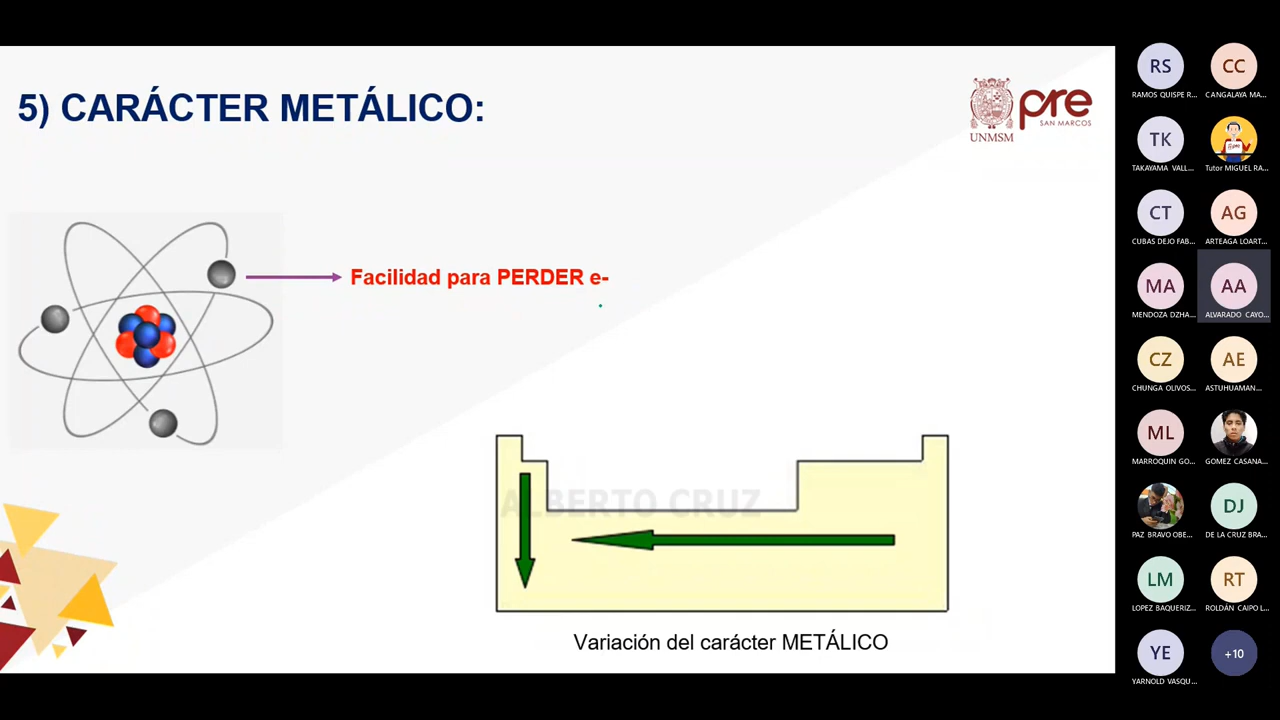 5) CARÁCTER METÁLICO:
UNMSM
pre
SAN MARCOS
Facilidad para PERDER e-
ALBERTO CRUZ
Variación del carácter METÁLICO
RS
RAMOS QUISPE R...
CC
CANGALAYA MA...
TK
TAKAYAMA VALL...
Tutor MIGUEL RA...
CT
CUBAS DEJO FAB...
AG
ARTEAGA LOART...
MA
MENDOZA DZHA...
AA
ALVARADO CAYO...
CZ
CHUNGA OLIVOS...
AE
ASTUHUAMAN...
ML
MARROQUIN GO...
GOMEZ CASANA...
PAZ BRAVO OBE...
DJ
DE LA CRUZ BRA...
LM
LOPEZ BAQUERIZ...
RT
ROLDÁN CAIPO L...
YE
YARNOLD VASQU...
+10